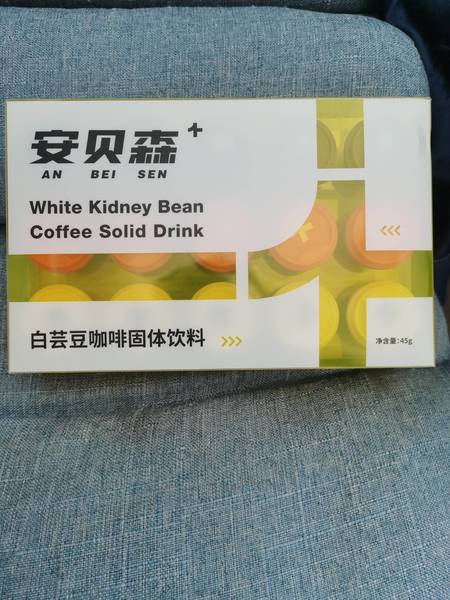 安贝森+
AN BEI SEN
White Kidney Bean
Coffee Solid Drink
白芸豆咖啡固体饮料 >>>
<<<
净含量:45g